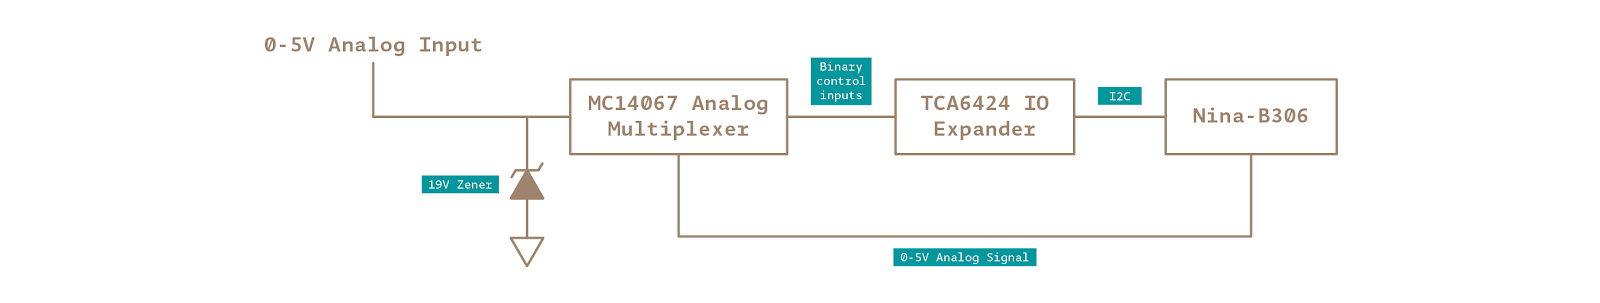 0-5V Analog Input
Binary
control
inputs
MC14067 Analog
Multiplexer
TCA6424 IO
Expander
I2C
Nina-B306
19V Zener
0-5V Analog Signal